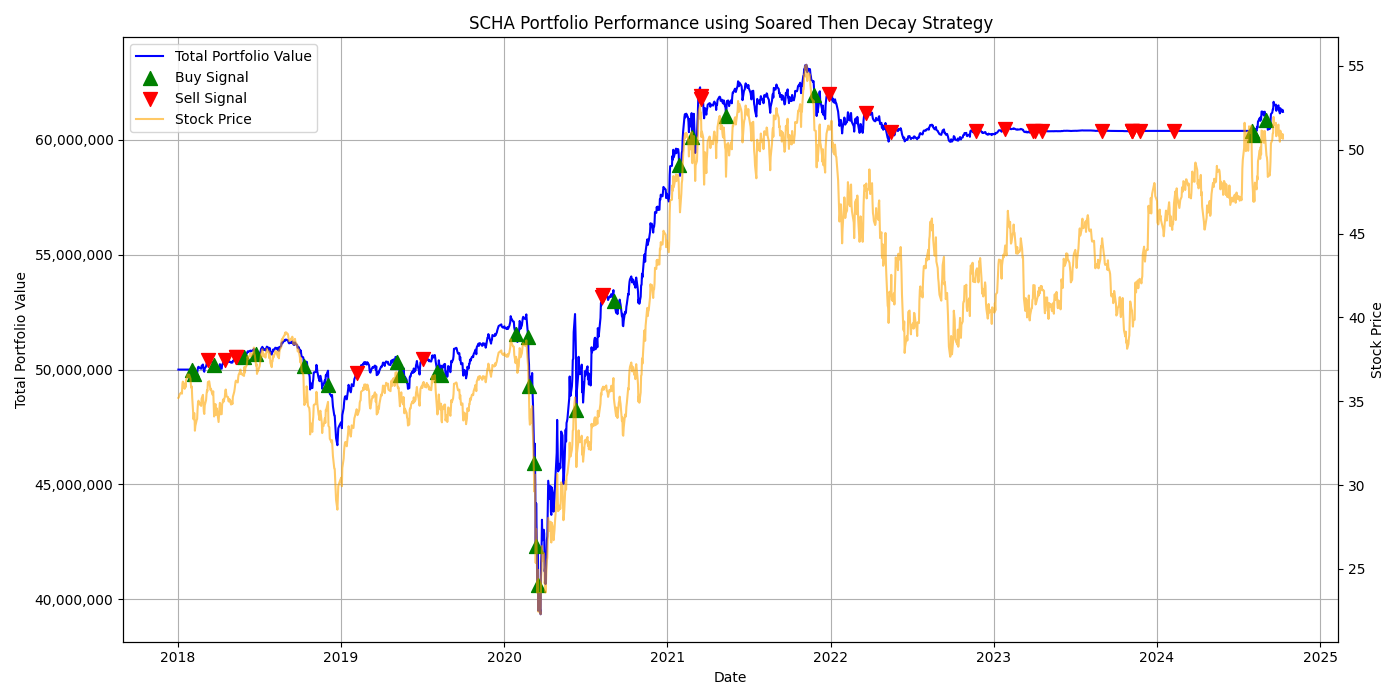 SCHA Portfolio Performance using Soared Then Decay Strategy
Total Portfolio Value
Buy Signal
Sell Signal
Stock Price
60,000,000
55,000,000
50,000,000
45,000,000
40,000,000
Total Portfolio Value
55
50
45
40
35
30
25
Stock Price
2018
2019
2020
2021
2022
2023
2024
2025
Date